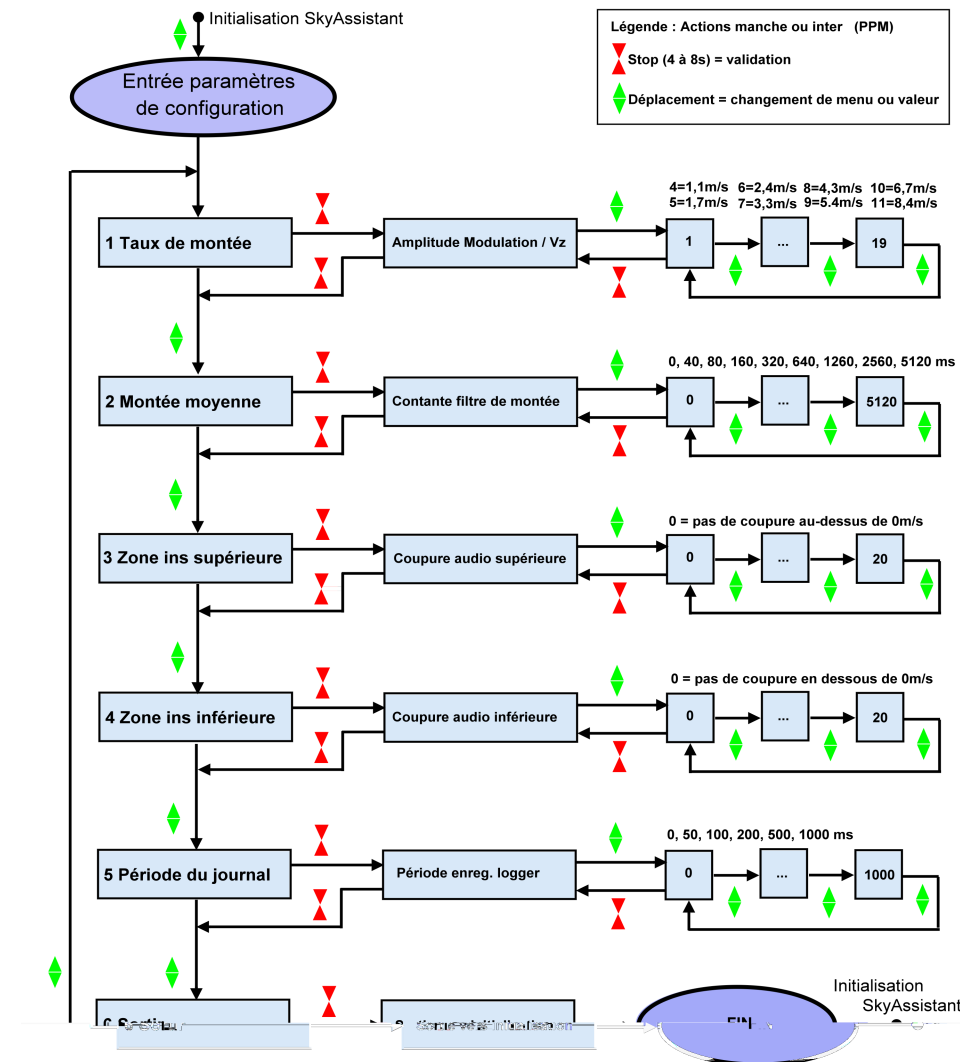 Initialisation SkyAssistant
Légende : Actions manche ou inter (PPM)
Stop (4 à 8s) = validation
Déplacement = changement de menu ou valeur
Entrée paramètres
de configuration
4=1,1m/s 6=2,4m/s 8=4,3m/s 10=6,7m/s
5=1,7m/s 7=3,3m/s 9=5.4m/s 11=8,4m/s
1 Taux de montée
Amplitude Modulation / Vz
1
...
19
0, 40, 80, 160, 320, 640, 1260, 2560, 5120 ms
2 Montée moyenne
Contante filtre de montée
0
...
5120
0 = pas de coupure au-dessus de 0m/s
3 Zone ins supérieure
Coupure audio supérieure
0
...
20
0 = pas de coupure en dessous de 0m/s
4 Zone ins inférieure
Coupure audio inférieure
0
...
20
0, 50, 100, 200, 500, 1000 ms
5 Période du journal
Période enreg. logger
0
...
1000
Initialisation
SkyAssistant
FIN